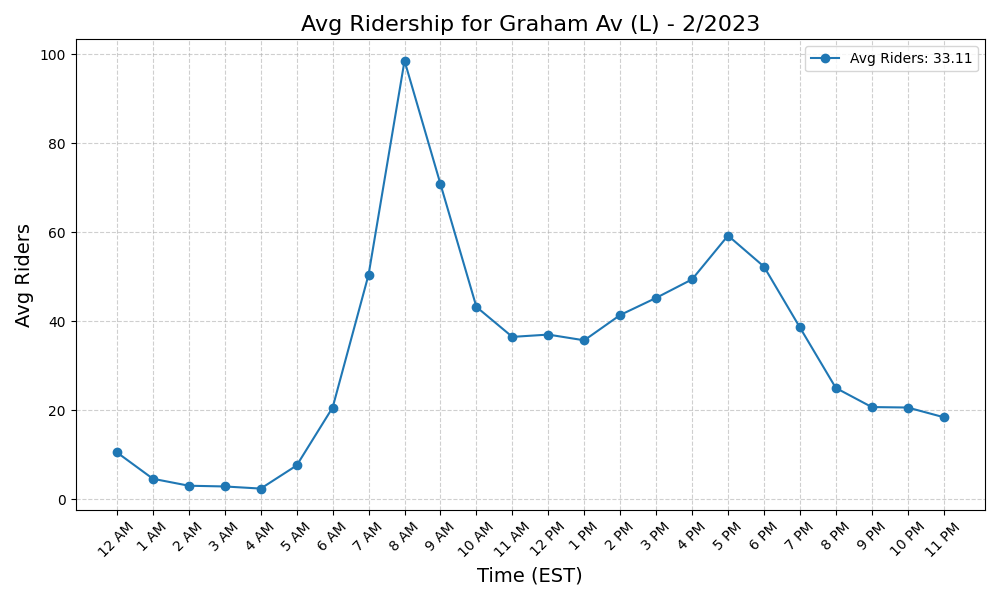 Avg Ridership for Graham Av (L) - 2/2023
Avg Riders: 33.11
Avg Riders
100
80
60
40
20
0
12 AM
1 AM
2 AM
3 AM
4 AM
5 AM
6 AM
7 AM
8 AM
9 AM
10 AM
11 AM
12 PM
1 PM
2 PM
3 PM
4 PM
5 PM
6 PM
7 PM
8 PM
9 PM
10 PM
11 PM
Time (EST)